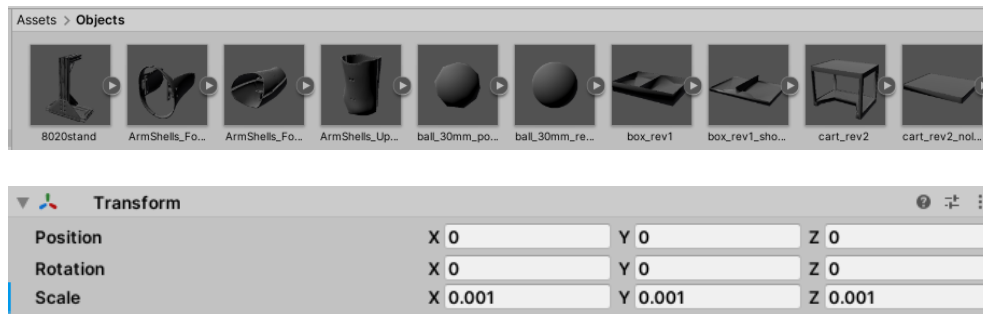 Assets > Objects
8020stand ArmShells_Fo... ArmShells_Fo... ArmShells_Up... ball_30mm_po... ball_30mm_re... box_rev1 box_rev1_sho... cart_rev2 cart_rev2_nol...
Transform
Position X 0 Y 0 Z 0
Rotation X 0 Y 0 Z 0
Scale X 0.001 Y 0.001 Z 0.001